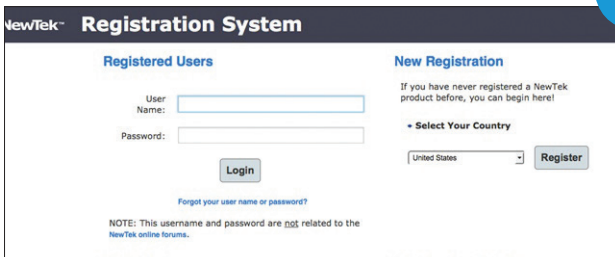 NewTek™ Registration System
Registered Users
User
Name:
Password:
Login
Forgot your user name or password?
NOTE: This username and password are not related to the
NewTek online forums.
New Registration
If you have never registered a NewTek
product before, you can begin here!
Select Your Country
United States
Register